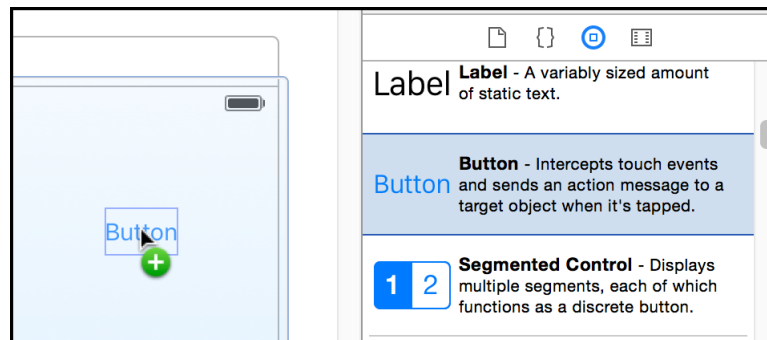 Label
Label - A variably sized amount
of static text.
Button
Button
Button - Intercepts touch events
and sends an action message to a
target object when it's tapped.
1 2
Segmented Control - Displays
multiple segments, each of which
functions as a discrete button.